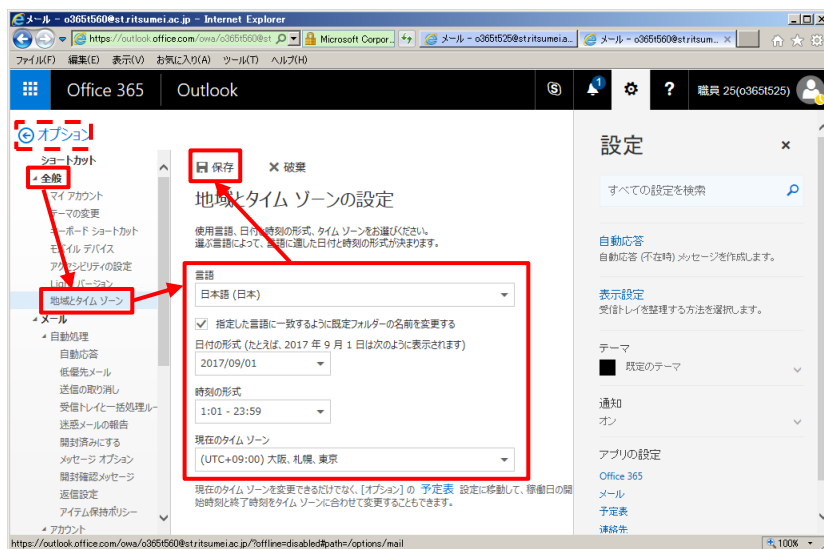 メール - o365t560@st.ritsumei.ac.jp - Internet Explorer
https://outlook.office.com/owa/o365t560@st
Microsoft Corpor...
メール - o365t525@st.ritsumei.a...
メール - o365t560@st.ritsum...
ファイル(F) 編集(E) 表示(V) お気に入り(A) ツール(T) ヘルプ(H)
Office 365 Outlook
1
?
職員 25(o365t525)
オプション
ショートカット
全般
マイ アカウント
テーマの変更
キーボード ショートカット
モバイル デバイス
アクセシビリティの設定
Light バージョン
地域とタイム ゾーン
メール
自動処理
自動応答
低優先メール
送信の取り消し
受信トレイと一括処理ルー
迷惑メールの報告
開封済みにする
メッセージ オプション
開封確認メッセージ
返信設定
アイテム保持ポリシー
アカウント
保存 破棄
地域とタイム ゾーンの設定
使用言語、日付と時刻の形式、タイム ゾーンをお選びください。
選ぶ言語によって、言語に適した日付と時刻の形式が決まります。
言語
日本語 (日本)
指定した言語に一致するように既定フォルダーの名前を変更する
日付の形式 (たとえば、2017 年 9 月 1 日は次のように表示されます)
2017/09/01
時刻の形式
1:01 - 23:59
現在のタイム ゾーン
(UTC+09:00) 大阪、札幌、東京
現在のタイム ゾーンを変更できるだけでなく、[オプション] の 予定表 設定に移動して、稼働日の開
始時刻と終了時刻をタイム ゾーンに合わせて変更することもできます。
設定
すべての設定を検索
自動応答
自動応答 (不在時) メッセージを作成します。
表示設定
受信トレイを整理する方法を選択します。
テーマ
既定のテーマ
通知
オン
アプリの設定
Office 365
メール
予定表
連絡先
https://outlook.office.com/owa/o365t560@st.ritsumei.ac.jp/?offline=disabled#path=/options/mail
100%